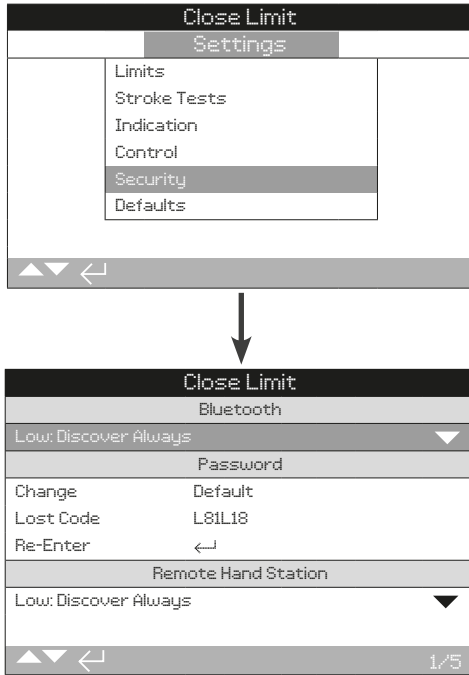 Close Limit
Settings
Limits
Stroke Tests
Indication
Control
Security
Defaults
Close Limit
Bluetooth
Low: Discover Always
Password
Change Default
Lost Code L81L18
Re-Enter
Remote Hand Station
Low: Discover Always
1/5